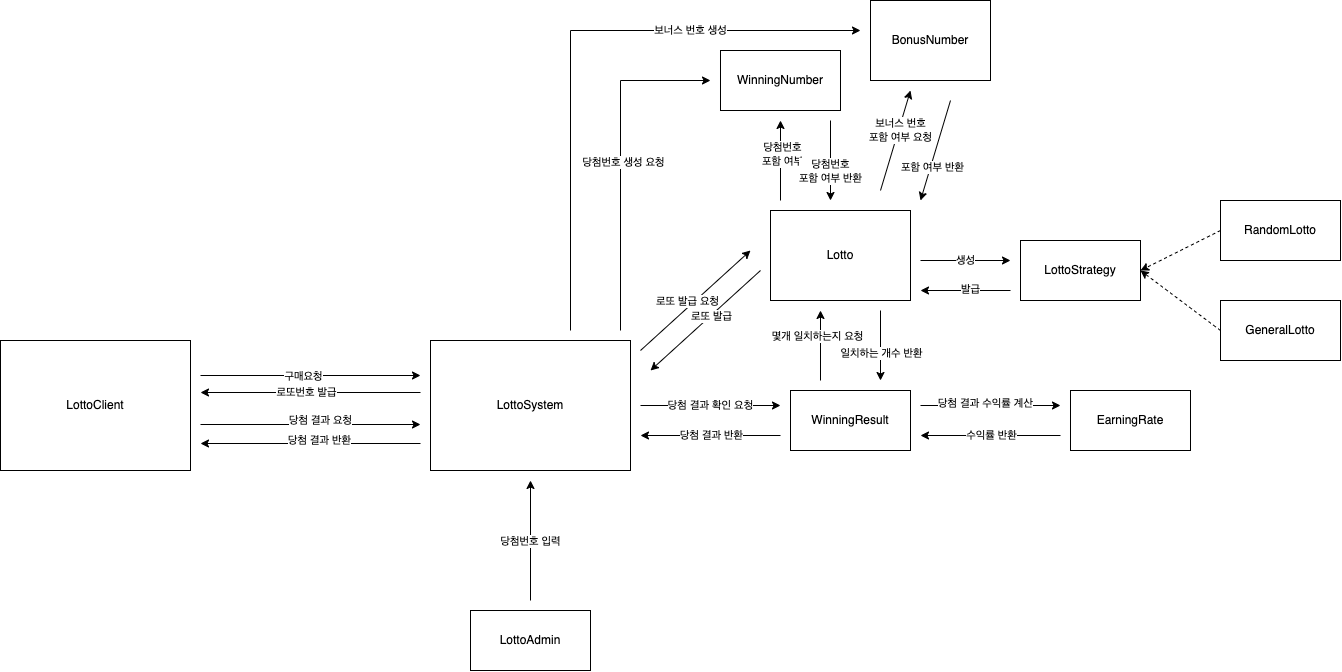 보너스 번호 생성
BonusNumber
WinningNumber
당첨번호 생성 요청
당첨번호
포함 여부
당첨번호
포함 여부 반환
보너스 번호
포함 여부 요청
포함 여부 반환
Lotto
생성
발급
LottoStrategy
RandomLotto
GeneralLotto
로또 발급 요청
로또 발급
몇개 일치하는지 요청
일치하는 개수 반환
LottoClient
구매요청
로또번호 발급
당첨 결과 요청
당첨 결과 반환
LottoSystem
당첨 결과 확인 요청
당첨 결과 반환
WinningResult
당첨 결과 수익률 계산
수익률 반환
EarningRate
당첨번호 입력
LottoAdmin